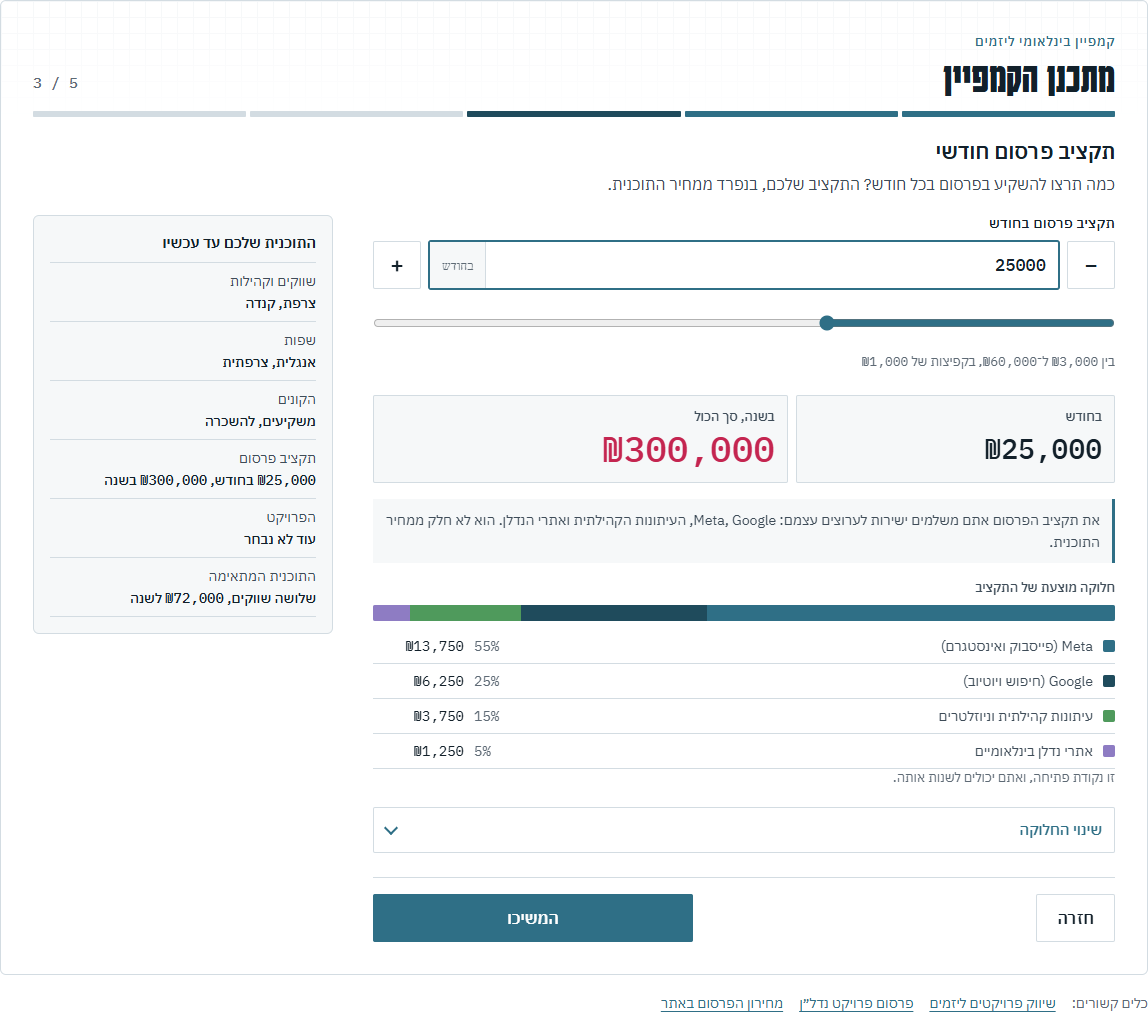 קמפיין בינלאומי ליזמים
מתכנן הקמפיין
3 / 5
תקציב פרסום חודשי
כמה תרצו להשקיע בפרסום בכל חודש? התקציב שלכם, בנפרד ממחיר התוכנית.
תקציב פרסום בחודש
−
25000
בחודש
+
בין ₪3,000 ל־₪60,000, בקפיצות של ₪1,000
בחודש
₪25,000
בשנה, סך הכול
₪300,000
את תקציב הפרסום אתם משלמים ישירות לערוצים עצמם: Meta, Google, העיתונות הקהילתית ואתרי הנדלן. הוא לא חלק ממחיר
התוכנית.
חלוקה מוצעת של התקציב
Meta (פייסבוק ואינסטגרם) 55% ₪13,750
Google (חיפוש ויוטיוב) 25% ₪6,250
עיתונות קהילתית וניוזלטרים 15% ₪3,750
אתרי נדלן בינלאומיים 5% ₪1,250
זו נקודת פתיחה, ואתם יכולים לשנות אותה.
שינוי החלוקה
חזרה
המשיכו
התוכנית שלכם עד עכשיו
שווקים וקהילות
צרפת, קנדה
שפות
אנגלית, צרפתית
הקונים
משקיעים, להשכרה
תקציב פרסום
₪25,000 בחודש, ₪300,000 בשנה
הפרויקט
עוד לא נבחר
התוכנית המתאימה
שלושה שווקים, ₪72,000 לשנה
כלים קשורים: שיווק פרויקטים ליזמים פרסום פרויקט נדל״ן מחירון הפרסום באתר